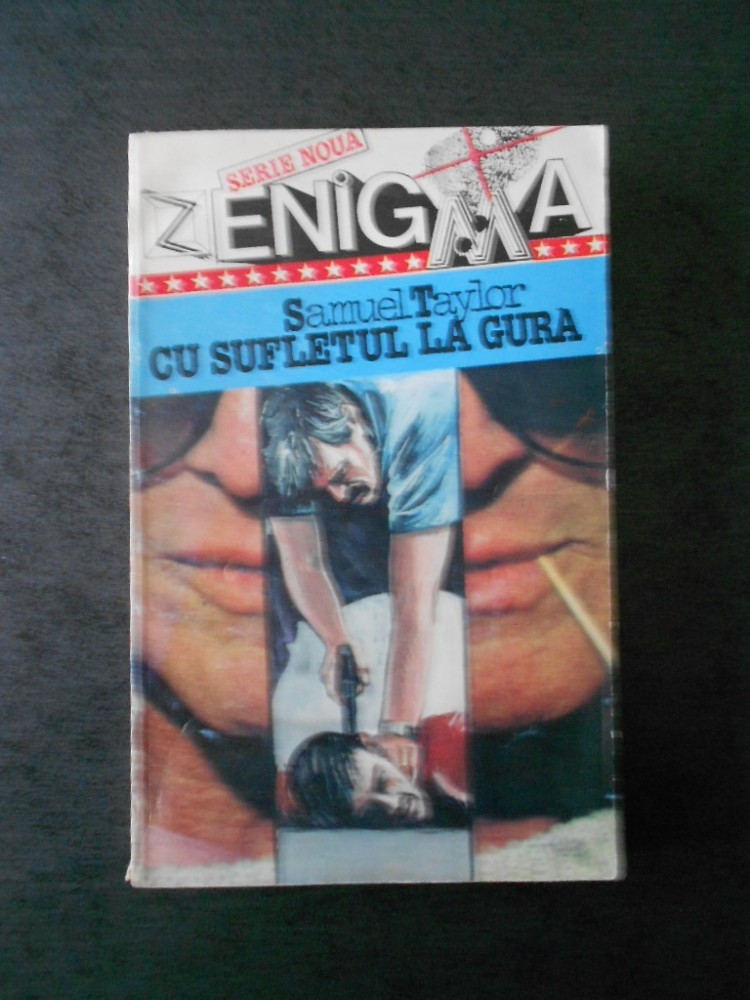 SERIE NOUA
Z ENiGMA
Samuel Taylor
CU SUFLETUL LA GURA